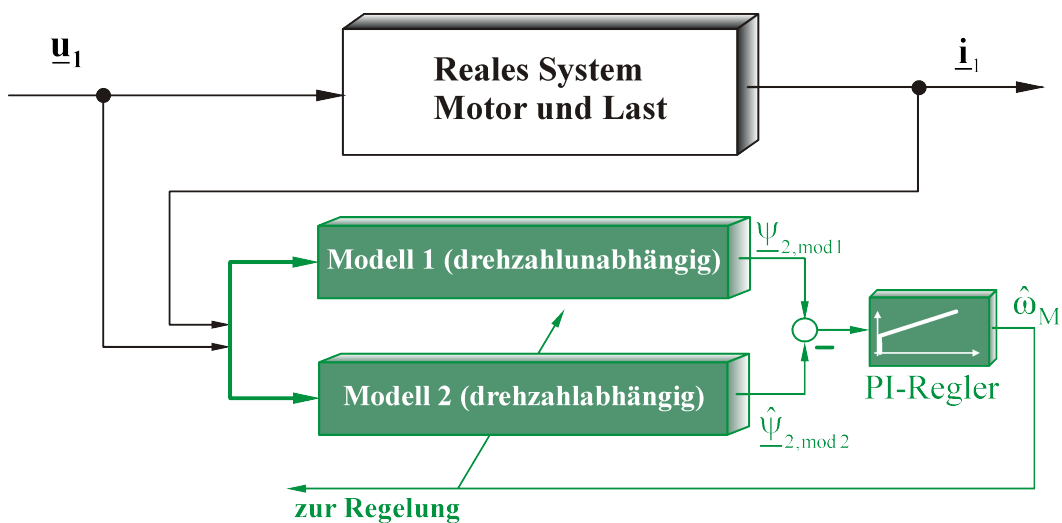 u1
Reales System
Motor und Last
i1
Modell 1 (drehzahlunabhängig)
ψ2,mod1
ω̂M
PI-Regler
Modell 2 (drehzahlabhängig)
ψ̂2,mod2
zur Regelung